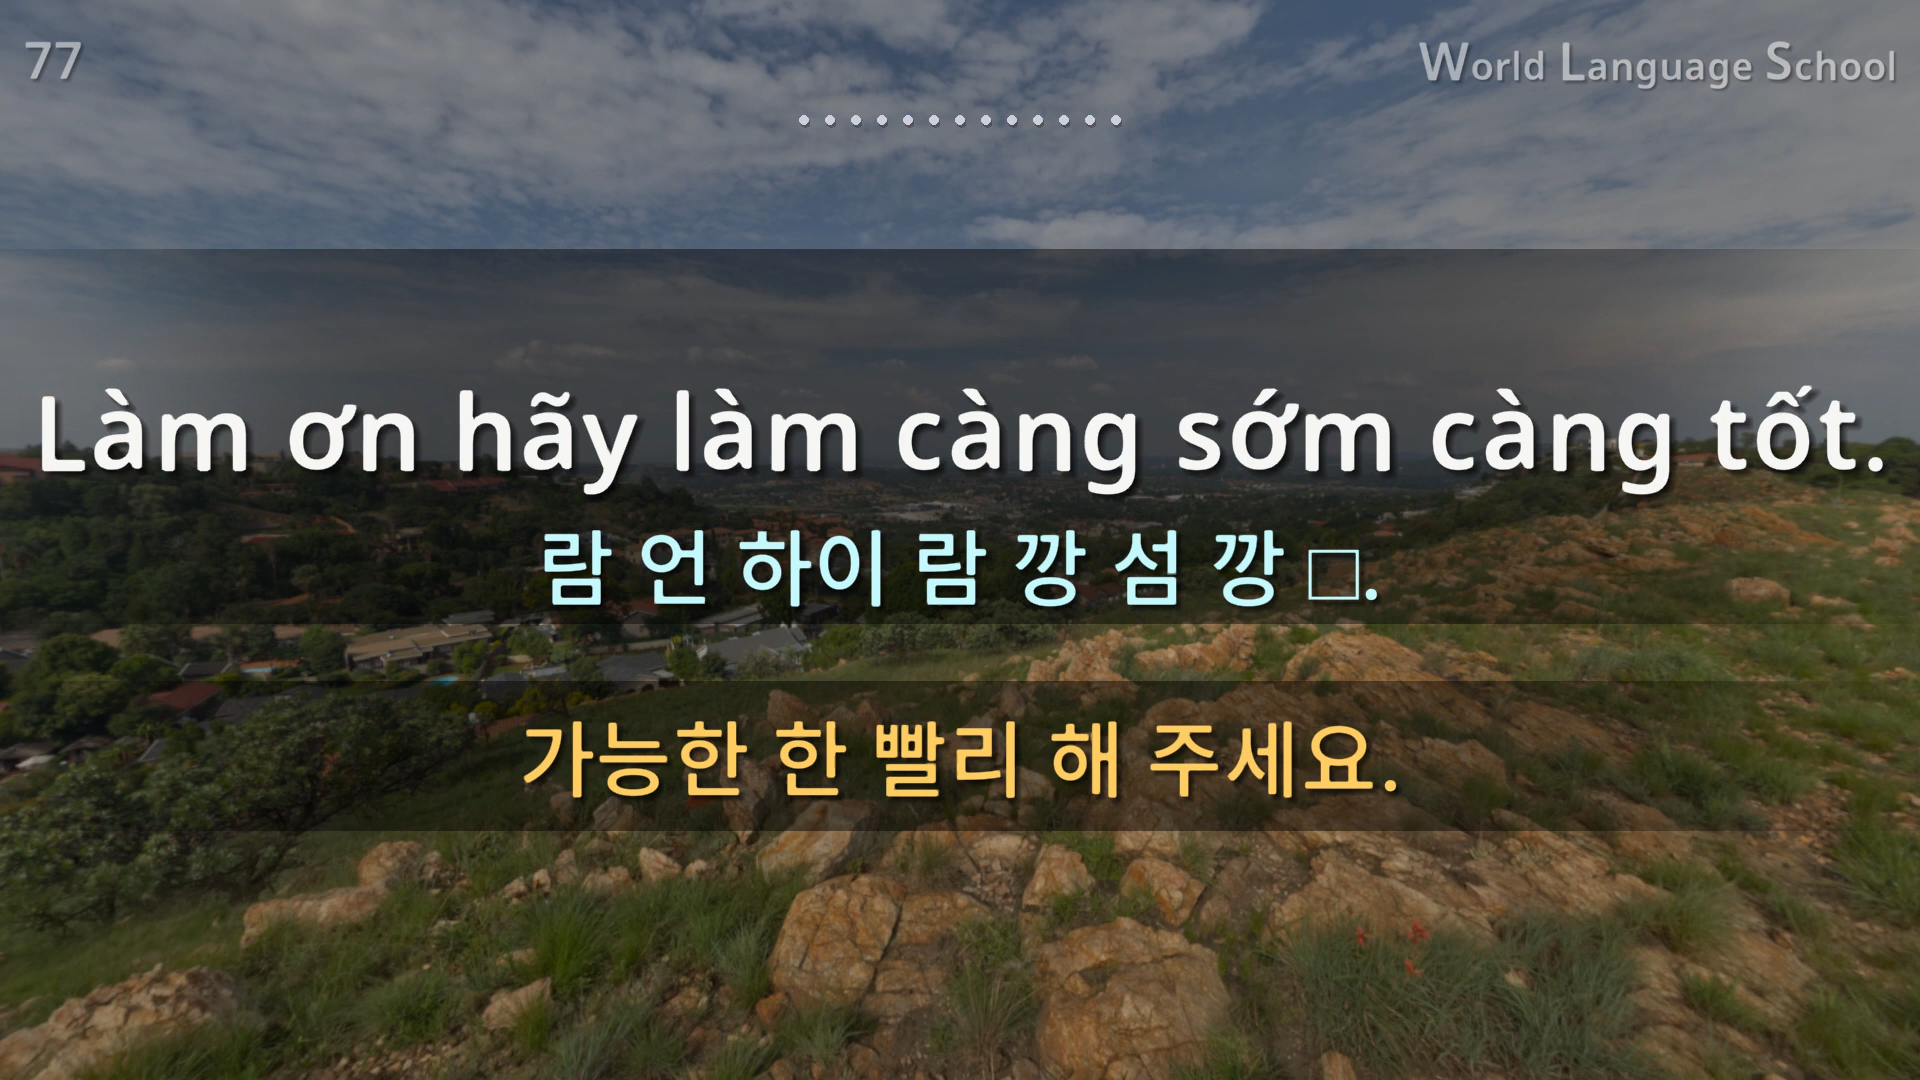 77
World Language School
Làm ơn hãy làm càng sớm càng tốt.
람 언 하이 람 깡 섬 깡 □.
가능한 한 빨리 해 주세요.